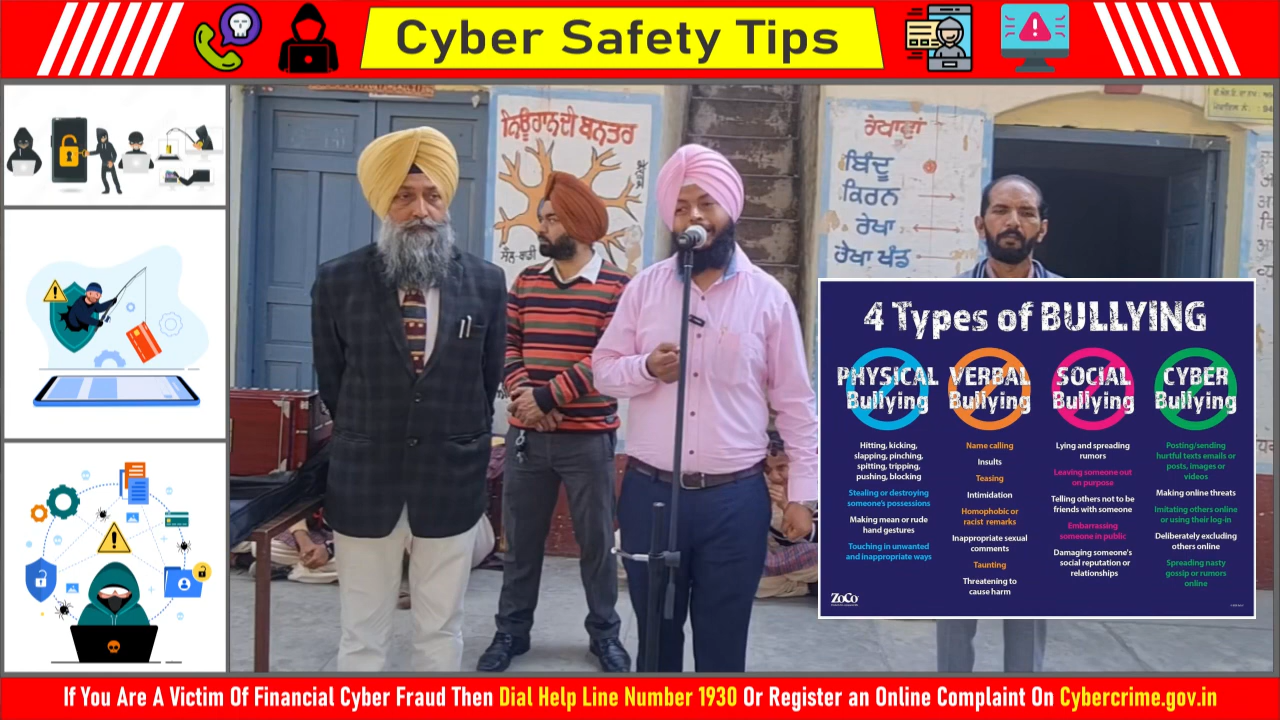 Cyber Safety Tips
ਨਿਊਰਾਨ ਦੀ ਬਨਤਰ
ਸੈੱਲ-ਬਾਡੀ
ਰੇਖਾਵਾਂ
ਬਿੰਦੂ
ਕਿਰਨ
ਰੇਖਾ
ਰੇਖਾ ਖੰਡ
4 Types of BULLYING
PHYSICAL
Bullying
Hitting, kicking,
slapping, pinching,
spitting, tripping,
pushing, blocking
Stealing or destroying
someone's possessions
Making mean or rude
hand gestures
Touching in unwanted
and inappropriate ways
VERBAL
Bullying
Name calling
Insults
Teasing
Intimidation
Homophobic or
racist remarks
Inappropriate sexual
comments
Taunting
Threatening to
cause harm
SOCIAL
Bullying
Lying and spreading
rumors
Leaving someone out
on purpose
Telling others not to be
friends with someone
Embarrassing
someone in public
Damaging someone's
social reputation or
relationships
CYBER
Bullying
Posting/sending
hurtful texts emails or
posts, images or
videos
Making online threats
Imitating others online
or using their log-in
Deliberately excluding
others online
Spreading nasty
gossip or rumors
online
ZoCo
If You Are A Victim Of Financial Cyber Fraud Then Dial Help Line Number 1930 Or Register an Online Complaint On Cybercrime.gov.in